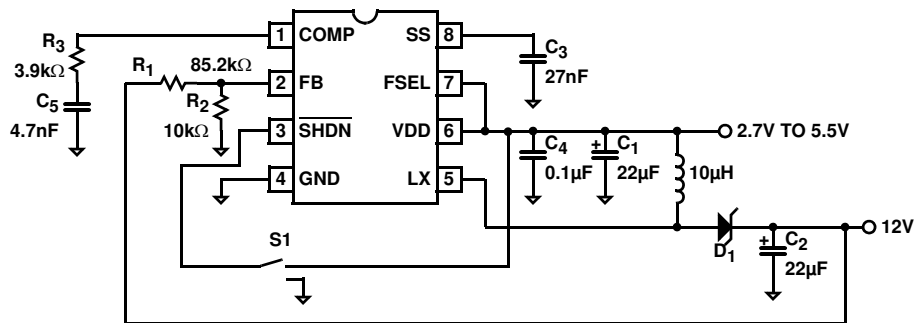 R3
3.9kΩ
C5
4.7nF
R1
85.2kΩ
R2
10kΩ
1 COMP
2 FB
3 SHDN
4 GND
SS 8
FSEL 7
VDD 6
LX 5
C3
27nF
C4
0.1µF
+ C1
22µF
10µH
2.7V TO 5.5V
D1
12V
+ C2
22µF
S1